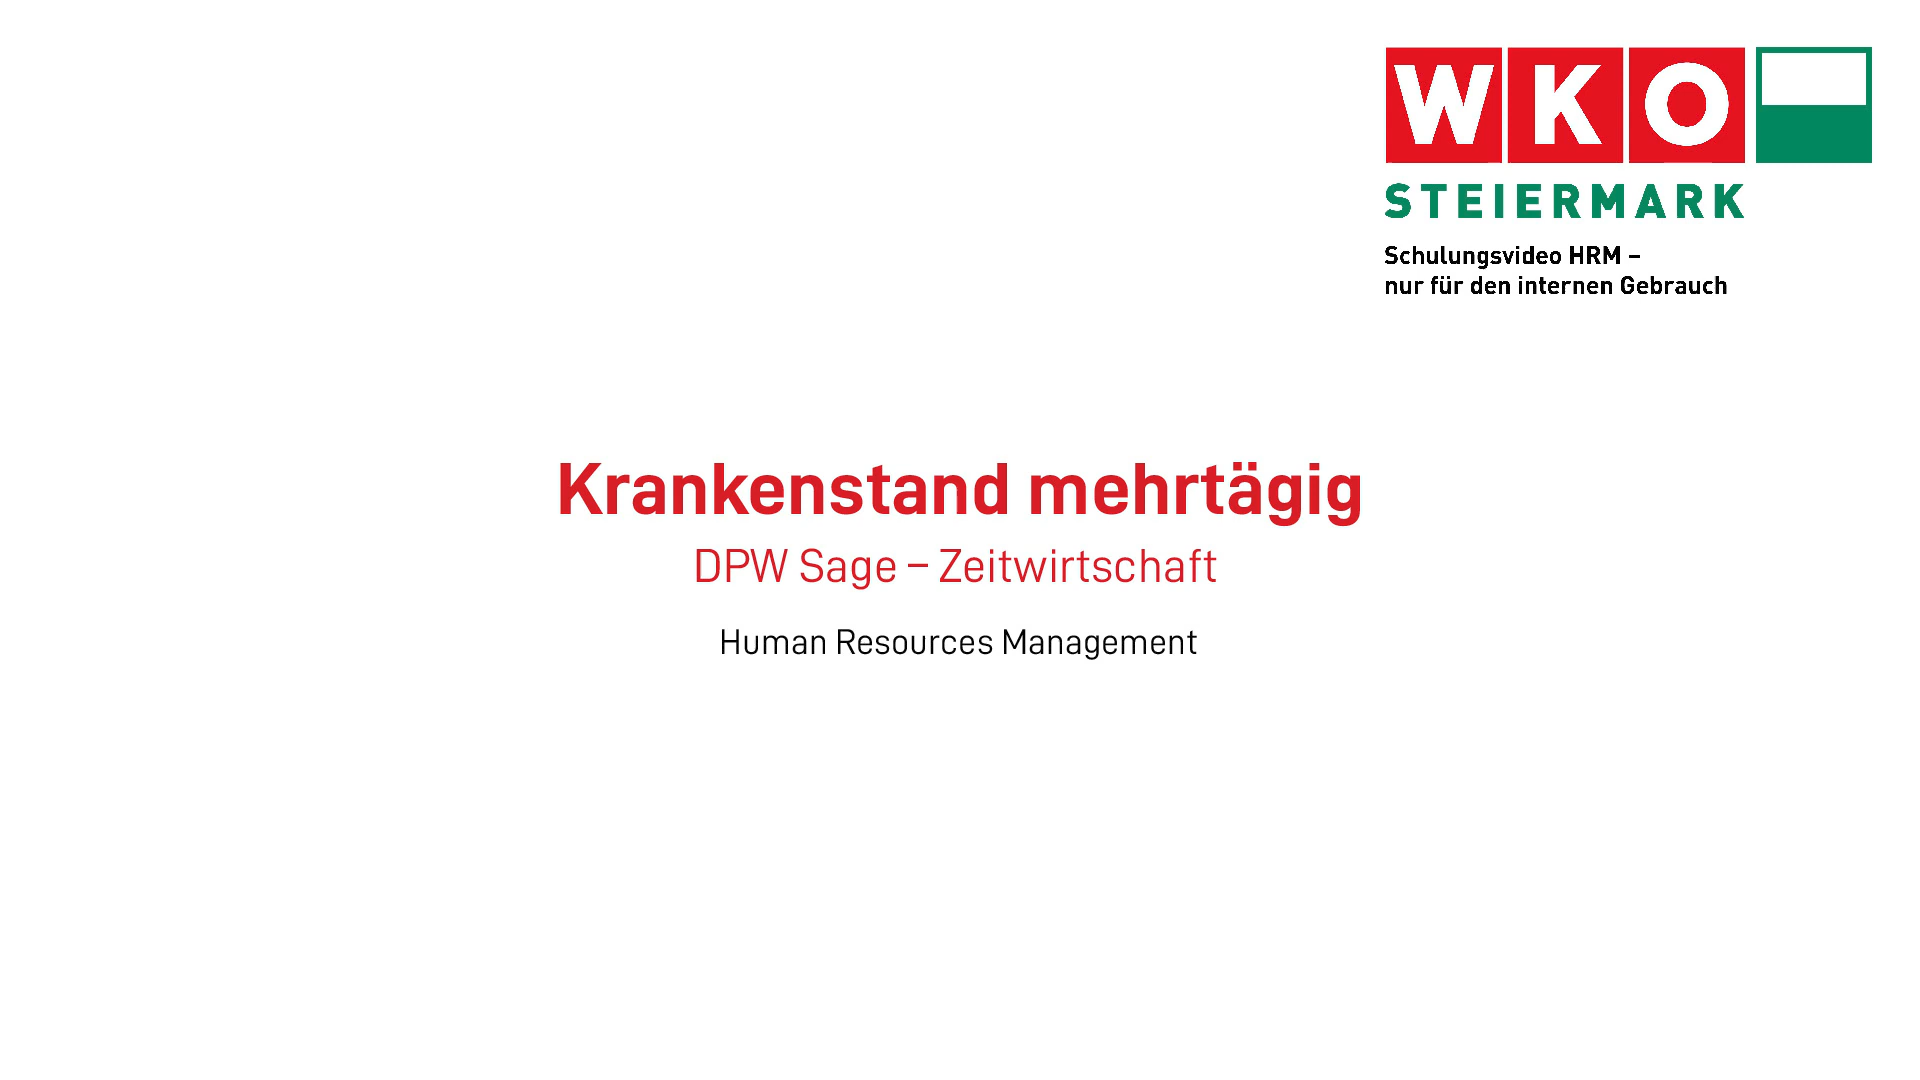 WKO
STEIERMARK
Schulungsvideo HRM –
nur für den internen Gebrauch
Krankenstand mehrtägig
DPW Sage – Zeitwirtschaft
Human Resources Management